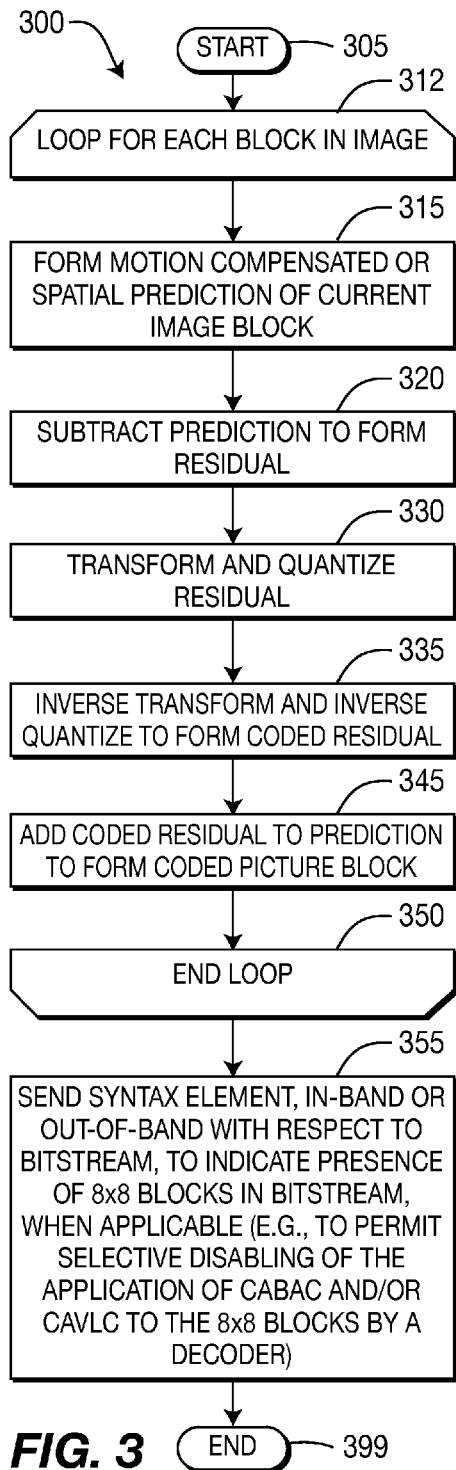 300
START
305
312
LOOP FOR EACH BLOCK IN IMAGE
315
FORM MOTION COMPENSATED OR
SPATIAL PREDICTION OF CURRENT
IMAGE BLOCK
320
SUBTRACT PREDICTION TO FORM
RESIDUAL
330
TRANSFORM AND QUANTIZE
RESIDUAL
335
INVERSE TRANSFORM AND INVERSE
QUANTIZE TO FORM CODED RESIDUAL
345
ADD CODED RESIDUAL TO PREDICTION
TO FORM CODED PICTURE BLOCK
350
END LOOP
355
SEND SYNTAX ELEMENT, IN-BAND OR
OUT-OF-BAND WITH RESPECT TO
BITSTREAM, TO INDICATE PRESENCE
OF 8x8 BLOCKS IN BITSTREAM,
WHEN APPLICABLE (E.G., TO PERMIT
SELECTIVE DISABLING OF THE
APPLICATION OF CABAC AND/OR
CAVLC TO THE 8x8 BLOCKS BY A
DECODER)
FIG. 3
END
399